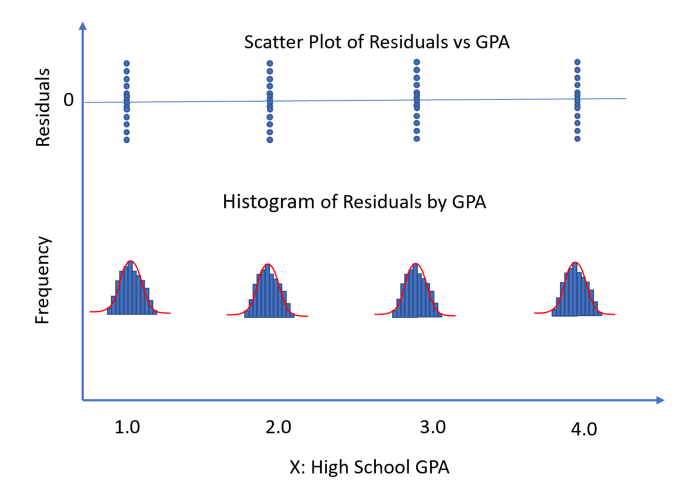 Scatter Plot of Residuals vs GPA
Residuals
0
Histogram of Residuals by GPA
Frequency
1.0
2.0
3.0
4.0
X: High School GPA